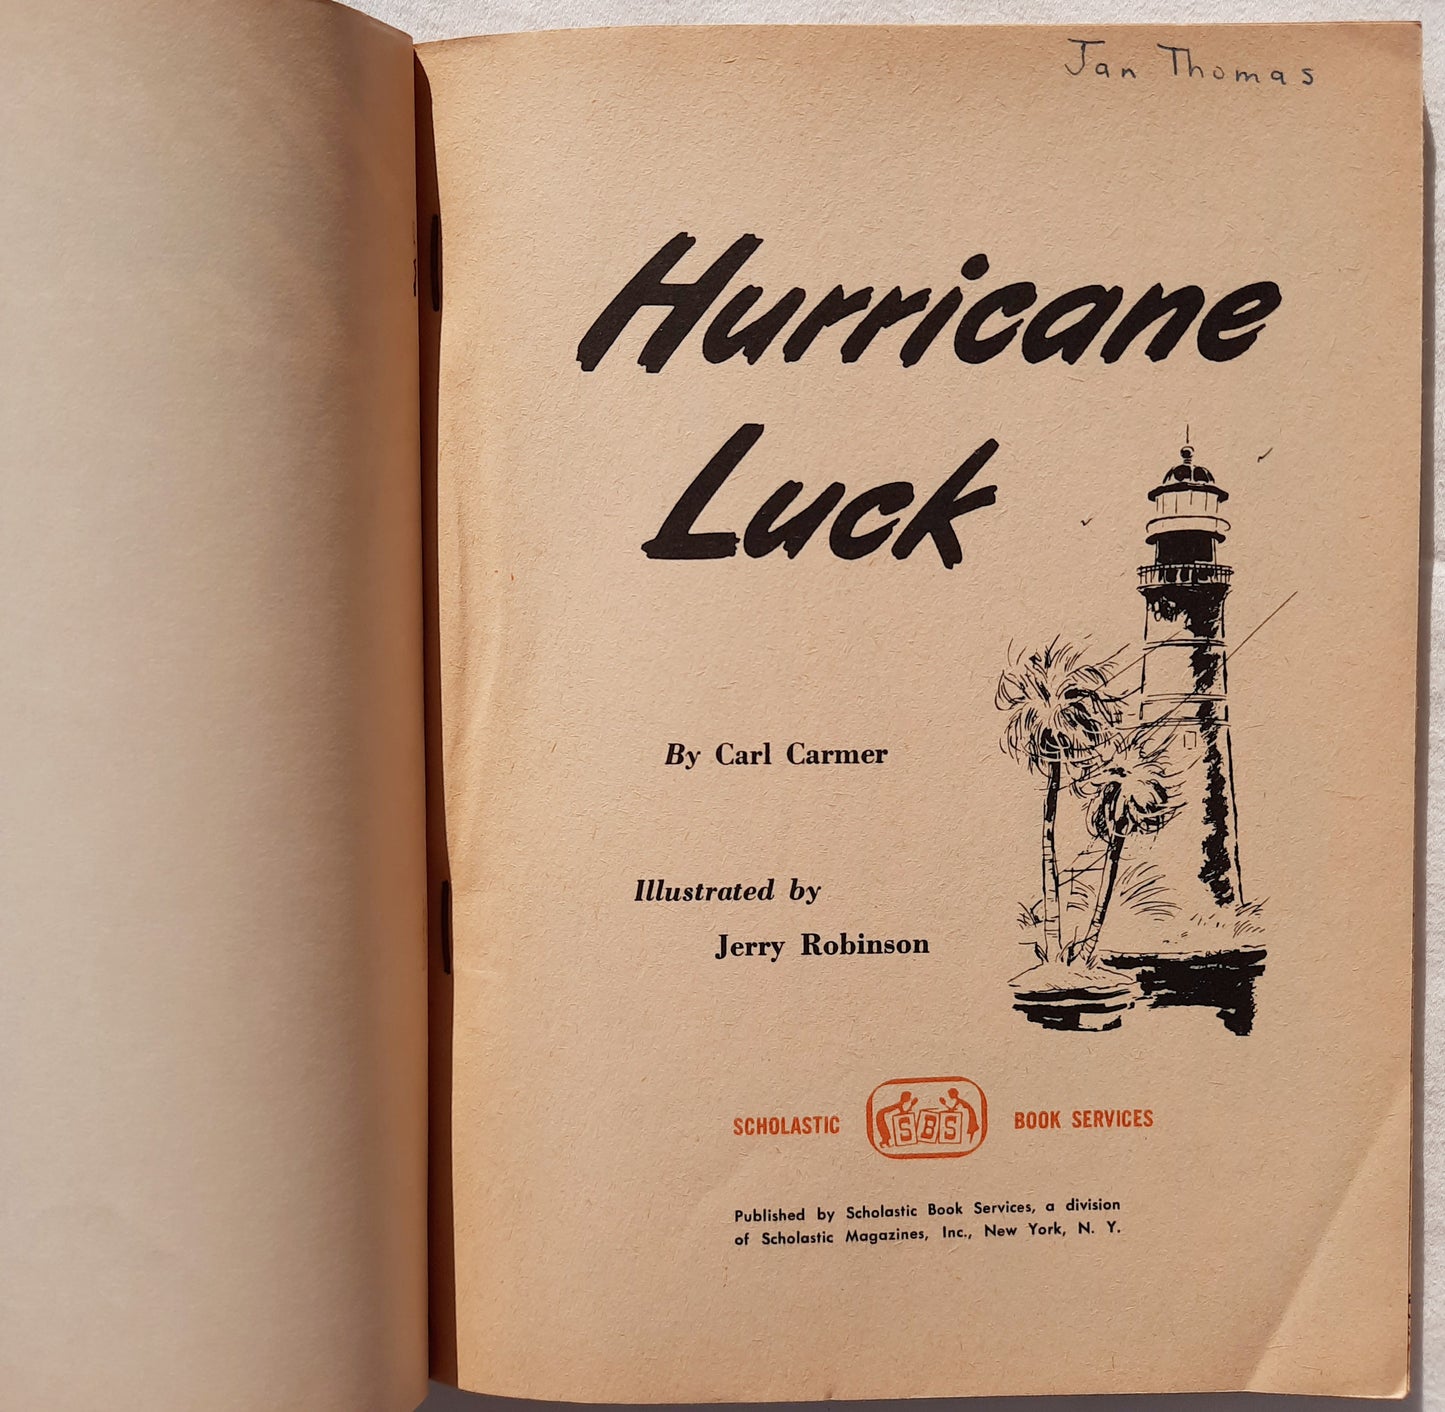 Jan Thomas
Hurricane
Luck
By Carl Carmer
Illustrated by
Jerry Robinson
SCHOLASTIC SBS BOOK SERVICES
Published by Scholastic Book Services, a division
of Scholastic Magazines, Inc., New York, N. Y.